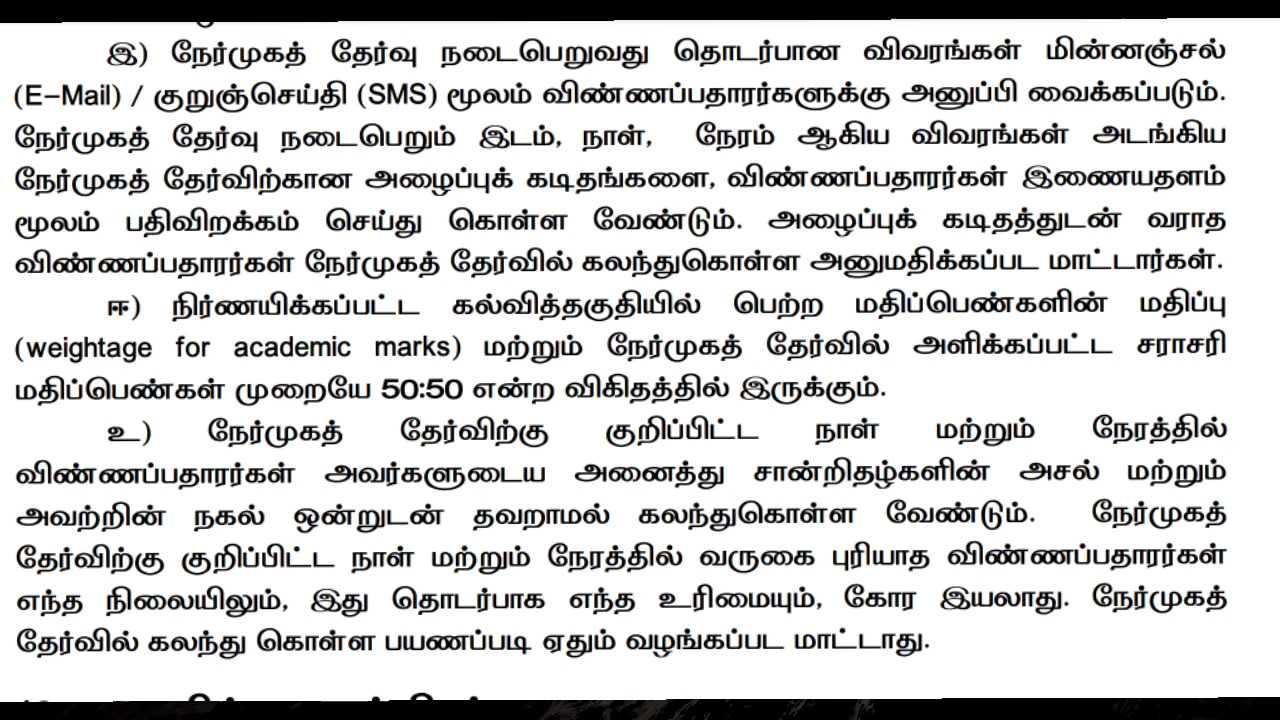 இ) நேர்முகத் தேர்வு நடைபெறுவது தொடர்பான விவரங்கள் மின்னஞ்சல்
(E-Mail) / குறுஞ்செய்தி (SMS) மூலம் விண்ணப்பதாரர்களுக்கு அனுப்பி வைக்கப்படும்.
நேர்முகத் தேர்வு நடைபெறும் இடம், நாள், நேரம் ஆகிய விவரங்கள் அடங்கிய
நேர்முகத் தேர்விற்கான அழைப்புக் கடிதங்களை, விண்ணப்பதாரர்கள் இணையதளம்
மூலம் பதிவிறக்கம் செய்து கொள்ள வேண்டும். அழைப்புக் கடிதத்துடன் வராத
விண்ணப்பதாரர்கள் நேர்முகத் தேர்வில் கலந்துகொள்ள அனுமதிக்கப்பட மாட்டார்கள்.
ஈ) நிர்ணயிக்கப்பட்ட கல்வித்தகுதியில் பெற்ற மதிப்பெண்களின் மதிப்பு
(weightage for academic marks) மற்றும் நேர்முகத் தேர்வில் அளிக்கப்பட்ட சராசரி
மதிப்பெண்கள் முறையே 50:50 என்ற விகிதத்தில் இருக்கும்.
உ) நேர்முகத் தேர்விற்கு குறிப்பிட்ட நாள் மற்றும் நேரத்தில்
விண்ணப்பதாரர்கள் அவர்களுடைய அனைத்து சான்றிதழ்களின் அசல் மற்றும்
அவற்றின் நகல் ஒன்றுடன் தவறாமல் கலந்துகொள்ள வேண்டும். நேர்முகத்
தேர்விற்கு குறிப்பிட்ட நாள் மற்றும் நேரத்தில் வருகை புரியாத விண்ணப்பதாரர்கள்
எந்த நிலையிலும், இது தொடர்பாக எந்த உரிமையும், கோர இயலாது. நேர்முகத்
தேர்வில் கலந்து கொள்ள பயணப்படி ஏதும் வழங்கப்பட மாட்டாது.